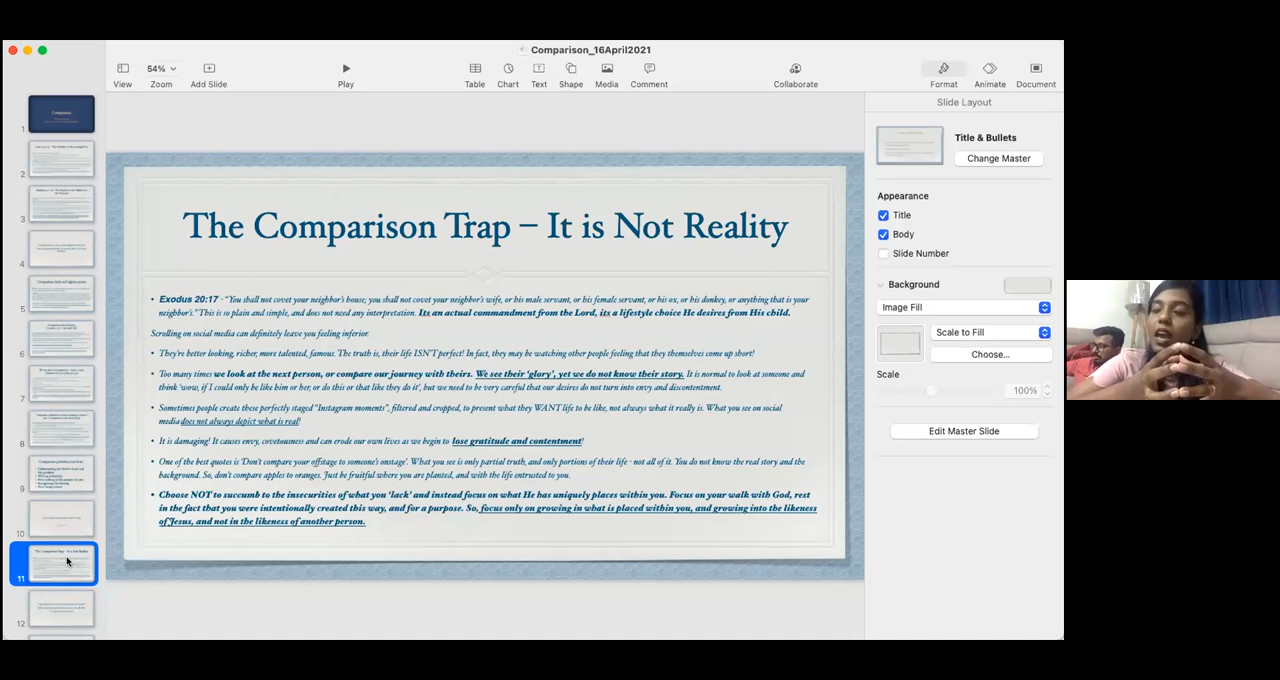 Comparison_16April2021
54%
View
Zoom
Add Slide
Play
Table
Chart
Text
Shape
Media
Comment
Collaborate
Format
Animate
Document
1
2
3
4
5
6
7
8
9
10
11
12
The Comparison Trap – It is Not Reality
• Exodus 20:17 - "You shall not covet your neighbor's house; you shall not covet your neighbor's wife, or his male servant, or his female servant, or his ox, or his donkey, or anything that is your
neighbor's." This is so plain and simple, and does not need any interpretation. Its an actual commandment from the Lord, its a lifestyle choice He desires from His child.
Scrolling on social media can definitely leave you feeling inferior.
• They're better looking, richer, more talented, famous. The truth is, their life ISN'T perfect! In fact, they may be watching other people feeling that they themselves come up short!
• Too many times we look at the next person, or compare our journey with theirs. We see their 'glory', yet we do not know their story. It is normal to look at someone and
think 'wow, if I could only be like him or her, or do this or that like they do it', but we need to be very careful that our desires do not turn into envy and discontentment.
• Sometimes people create these perfectly staged "Instagram moments", filtered and cropped, to present what they WANT life to be like, not always what it really is. What you see on social
media does not always depict what is real!
• It is damaging! It causes envy, covetousness and can erode our own lives as we begin to lose gratitude and contentment!
• One of the best quotes is 'Don't compare your offstage to someone's onstage'. What you see is only partial truth, and only portions of their life - not all of it. You do not know the real story and the
background. So, don't compare apples to oranges. Just be fruitful where you are planted, and with the life entrusted to you.
• Choose NOT to succumb to the insecurities of what you 'lack' and instead focus on what He has uniquely places within you. Focus on your walk with God, rest
in the fact that you were intentionally created this way, and for a purpose. So, focus only on growing in what is placed within you, and growing into the likeness
of Jesus, and not in the likeness of another person.
Slide Layout
Title & Bullets
Change Master
Appearance
Title
Body
Slide Number
Background
Image Fill
Scale to Fill
Choose...
Scale
100%
Edit Master Slide